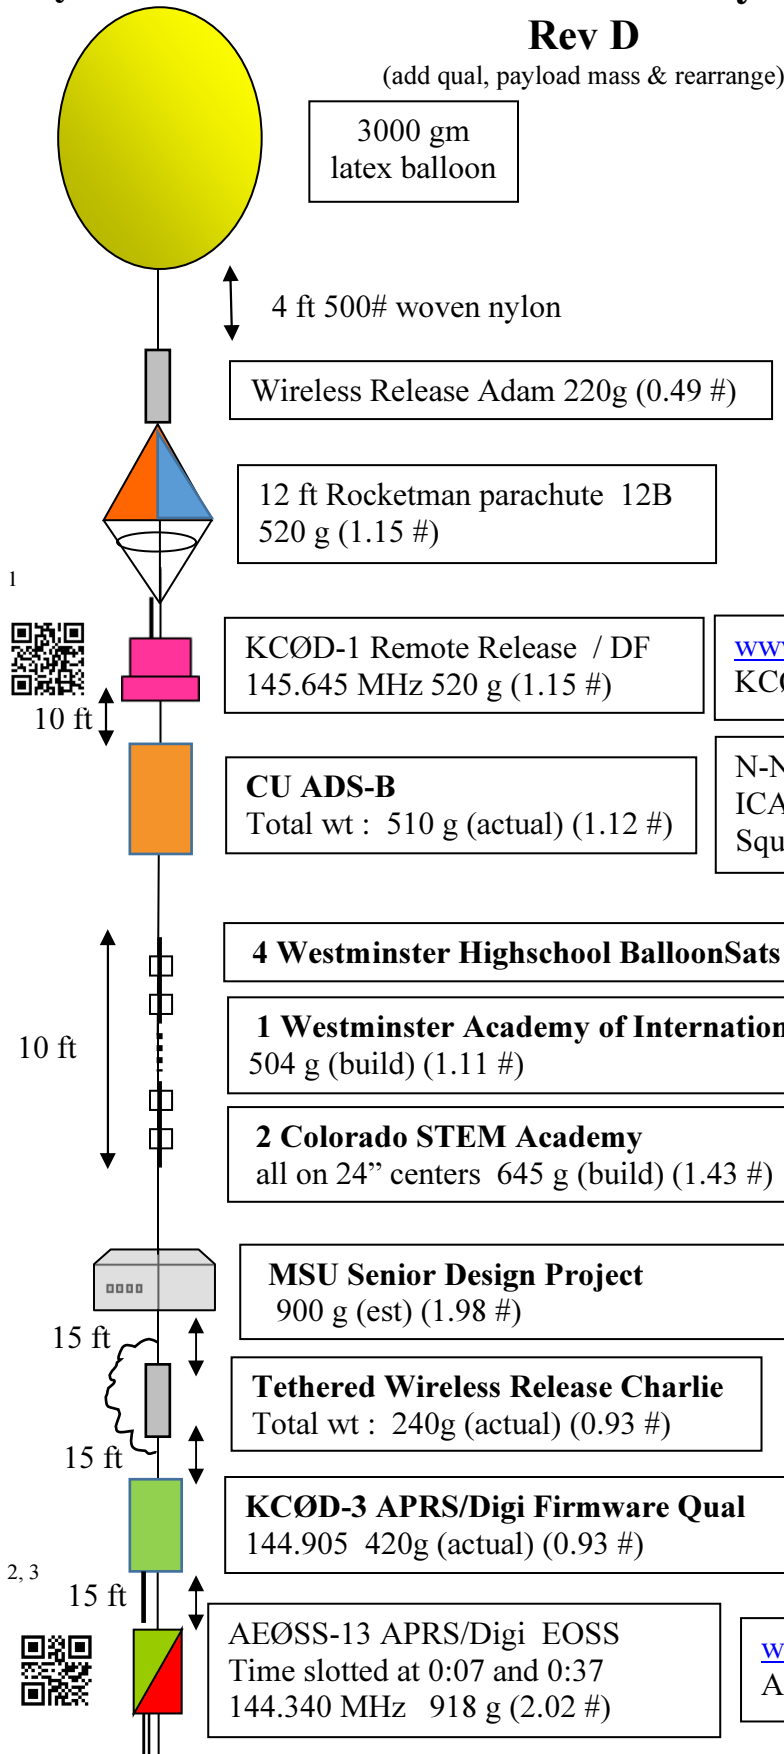 Rev D
(add qual, payload mass & rearrange)
3000 gm
latex balloon
4 ft 500# woven nylon
Wireless Release Adam 220g (0.49 #)
12 ft Rocketman parachute 12B
520 g (1.15 #)
1
KCØD-1 Remote Release / DF
145.645 MHz 520 g (1.15 #)
KC
10 ft
CU ADS-B
Total wt : 510 g (actual) (1.12 #)
N-N
ICA
Squ
4 Westminster Highschool BalloonSats
10 ft
1 Westminster Academy of Internation
504 g (build) (1.11 #)
2 Colorado STEM Academy
all on 24” centers 645 g (build) (1.43 #)
MSU Senior Design Project
900 g (est) (1.98 #)
15 ft
Tethered Wireless Release Charlie
Total wt : 240g (actual) (0.93 #)
15 ft
KCØD-3 APRS/Digi Firmware Qual
144.905 420g (actual) (0.93 #)
2, 3
15 ft
AEØSS-13 APRS/Digi EOSS
Time slotted at 0:07 and 0:37
144.340 MHz 918 g (2.02 #)
w
A